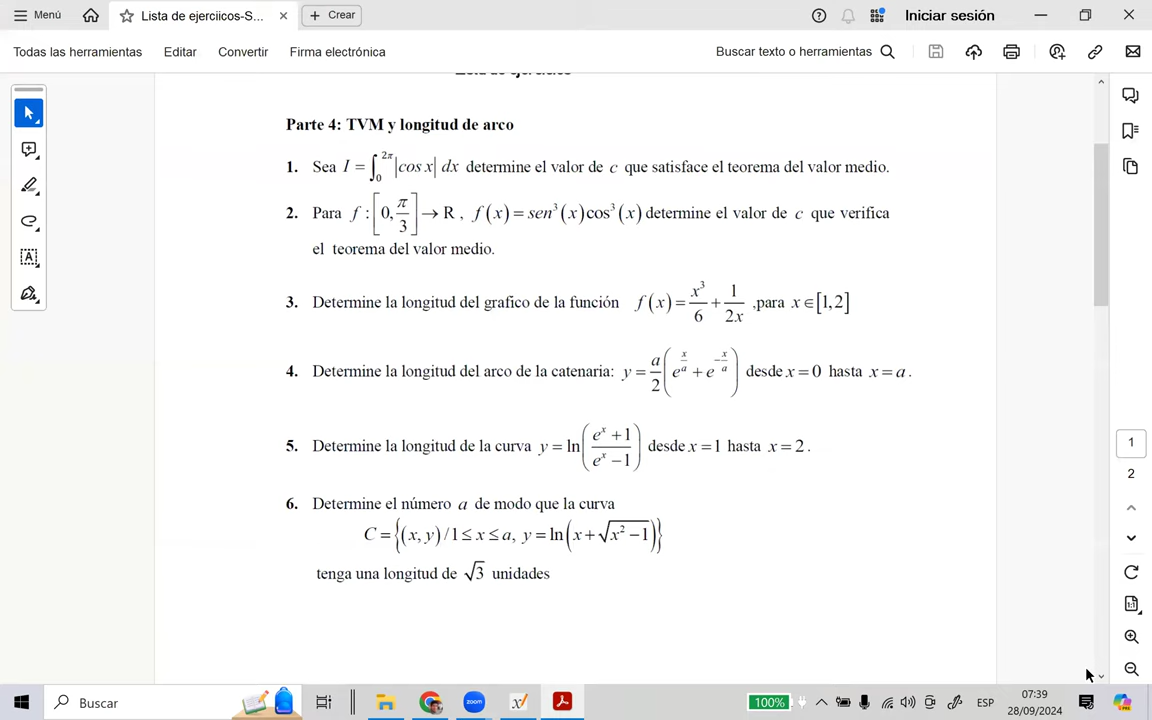 Menú
Lista de ejerciicos-S...
Crear
Iniciar sesión
Todas las herramientas Editar Convertir Firma electrónica Buscar texto o herramientas
Lista de ejercicios
Parte 4: TVM y longitud de arco
1. Sea I = ∫₀^{2π} |cos x| dx determine el valor de c que satisface el teorema del valor medio.
2. Para f : [0, π/3] → R , f(x) = sen³(x)cos³(x) determine el valor de c que verifica
el teorema del valor medio.
3. Determine la longitud del grafico de la función f(x) = x³/6 + 1/2x ,para x ∈ [1,2]
4. Determine la longitud del arco de la catenaria: y = a/2 (e^{x/a} + e^{-x/a}) desde x = 0 hasta x = a .
5. Determine la longitud de la curva y = ln((eˣ + 1)/(eˣ − 1)) desde x = 1 hasta x = 2 .
6. Determine el número a de modo que la curva
C = {(x, y) / 1 ≤ x ≤ a, y = ln(x + √(x² − 1))}
tenga una longitud de √3 unidades
1
2
1:1
Buscar
zoom
100%
ESP
07:39
28/09/2024